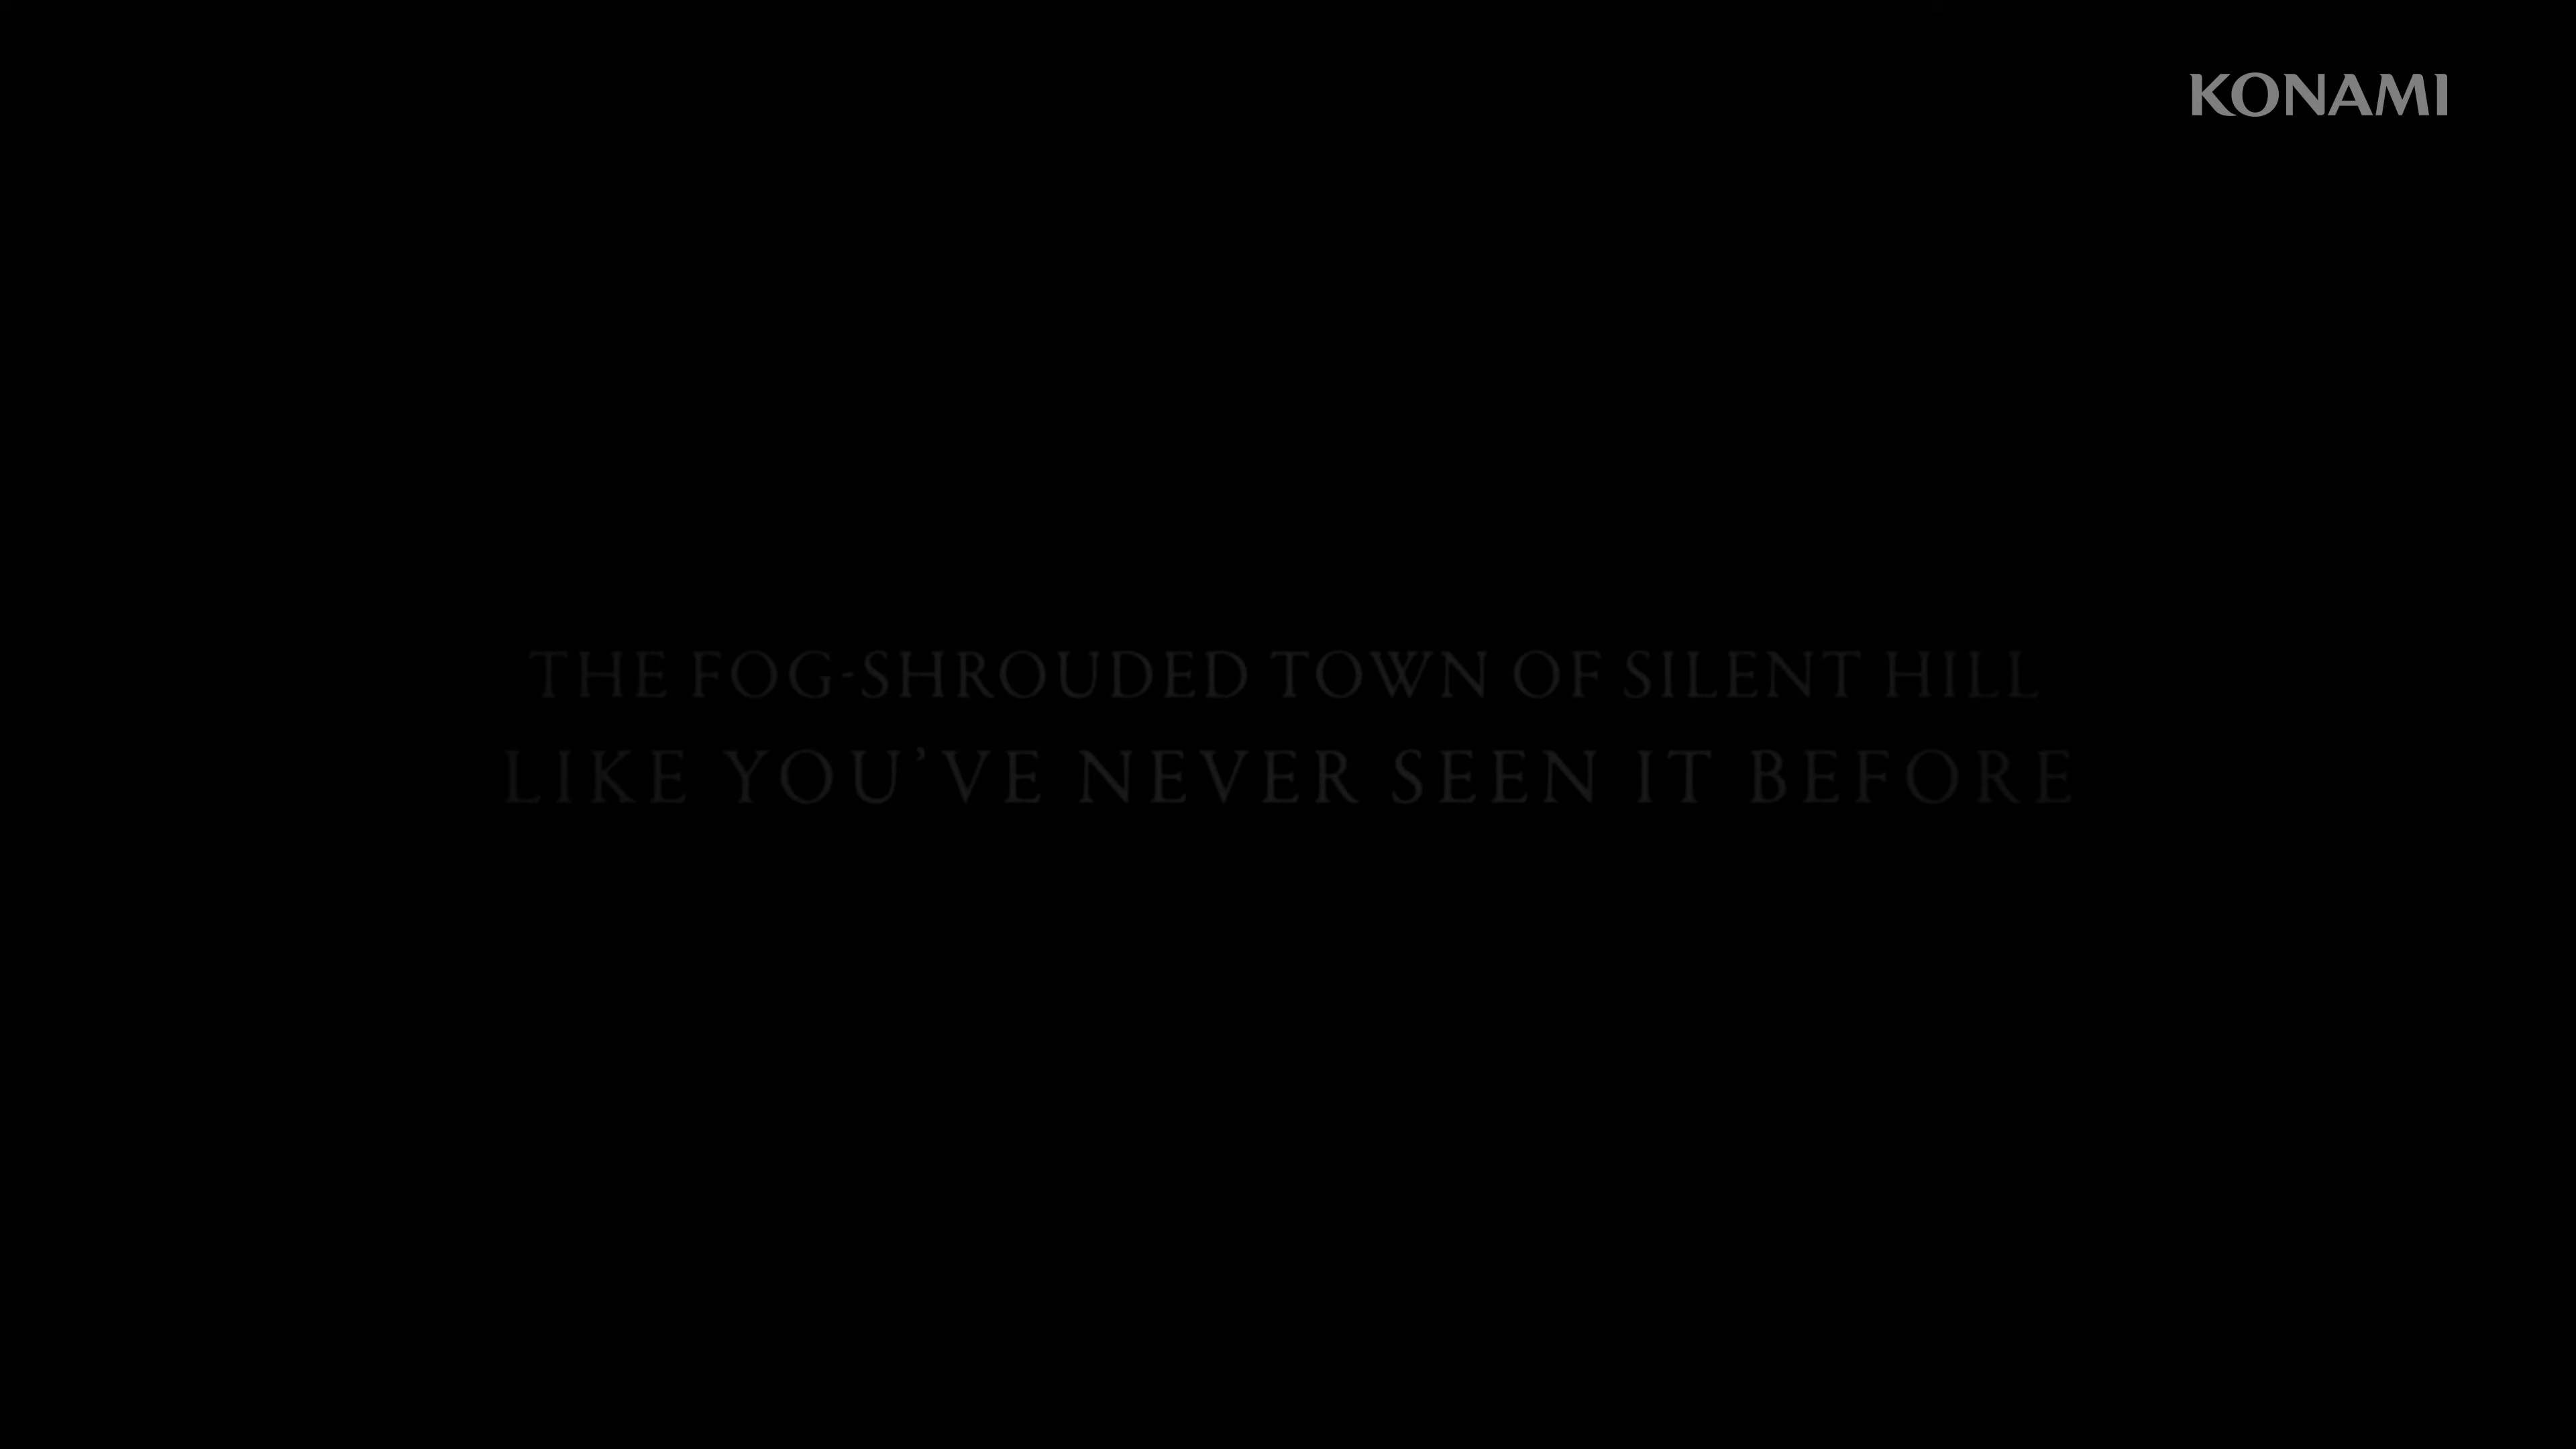 KONAMI
THE FOG-SHROUDED TOWN OF SILENT HILL
LIKE YOU’VE NEVER SEEN IT BEFORE